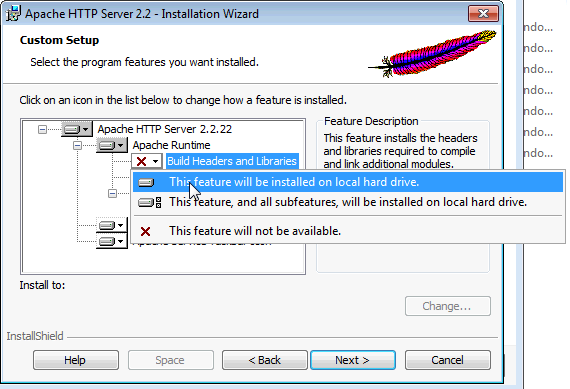 Apache HTTP Server 2.2 - Installation Wizard
Custom Setup
Select the program features you want installed.
Click on an icon in the list below to change how a feature is installed.
Apache HTTP Server 2.2.22
Apache Runtime
Build Headers and Libraries
Feature Description
This feature installs the headers
and libraries required to compile
and link additional modules.
This feature will be installed on local hard drive.
This feature, and all subfeatures, will be installed on local hard drive.
This feature will not be available.
Install to:
Change...
InstallShield
Help
Space
< Back
Next >
Cancel
ndo...
ndo...
ndo...
ndo...
ndo...
ndo...
ndo...